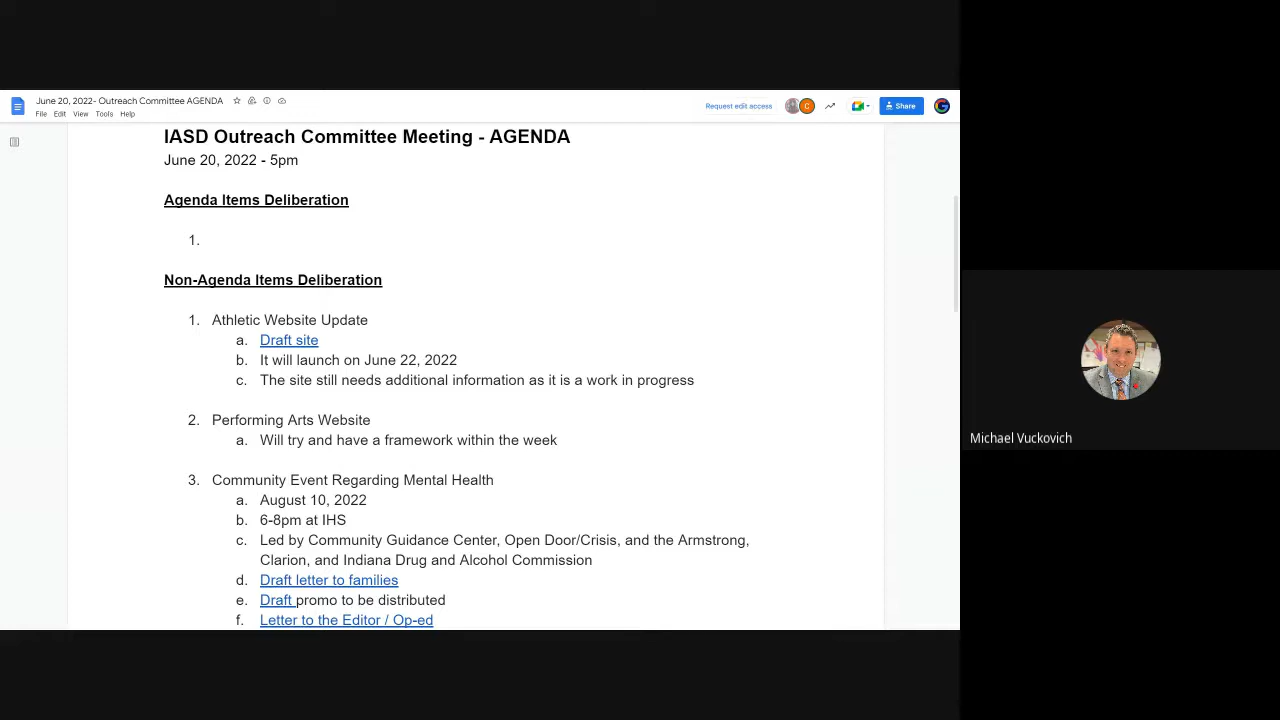 June 20, 2022- Outreach Committee AGENDA
File Edit View Tools Help
Request edit access
C
Share
IASD Outreach Committee Meeting - AGENDA
June 20, 2022 - 5pm
Agenda Items Deliberation
1.
Non-Agenda Items Deliberation
1. Athletic Website Update
a. Draft site
b. It will launch on June 22, 2022
c. The site still needs additional information as it is a work in progress
2. Performing Arts Website
a. Will try and have a framework within the week
3. Community Event Regarding Mental Health
a. August 10, 2022
b. 6-8pm at IHS
c. Led by Community Guidance Center, Open Door/Crisis, and the Armstrong,
Clarion, and Indiana Drug and Alcohol Commission
d. Draft letter to families
e. Draft promo to be distributed
f. Letter to the Editor / Op-ed
Michael Vuckovich